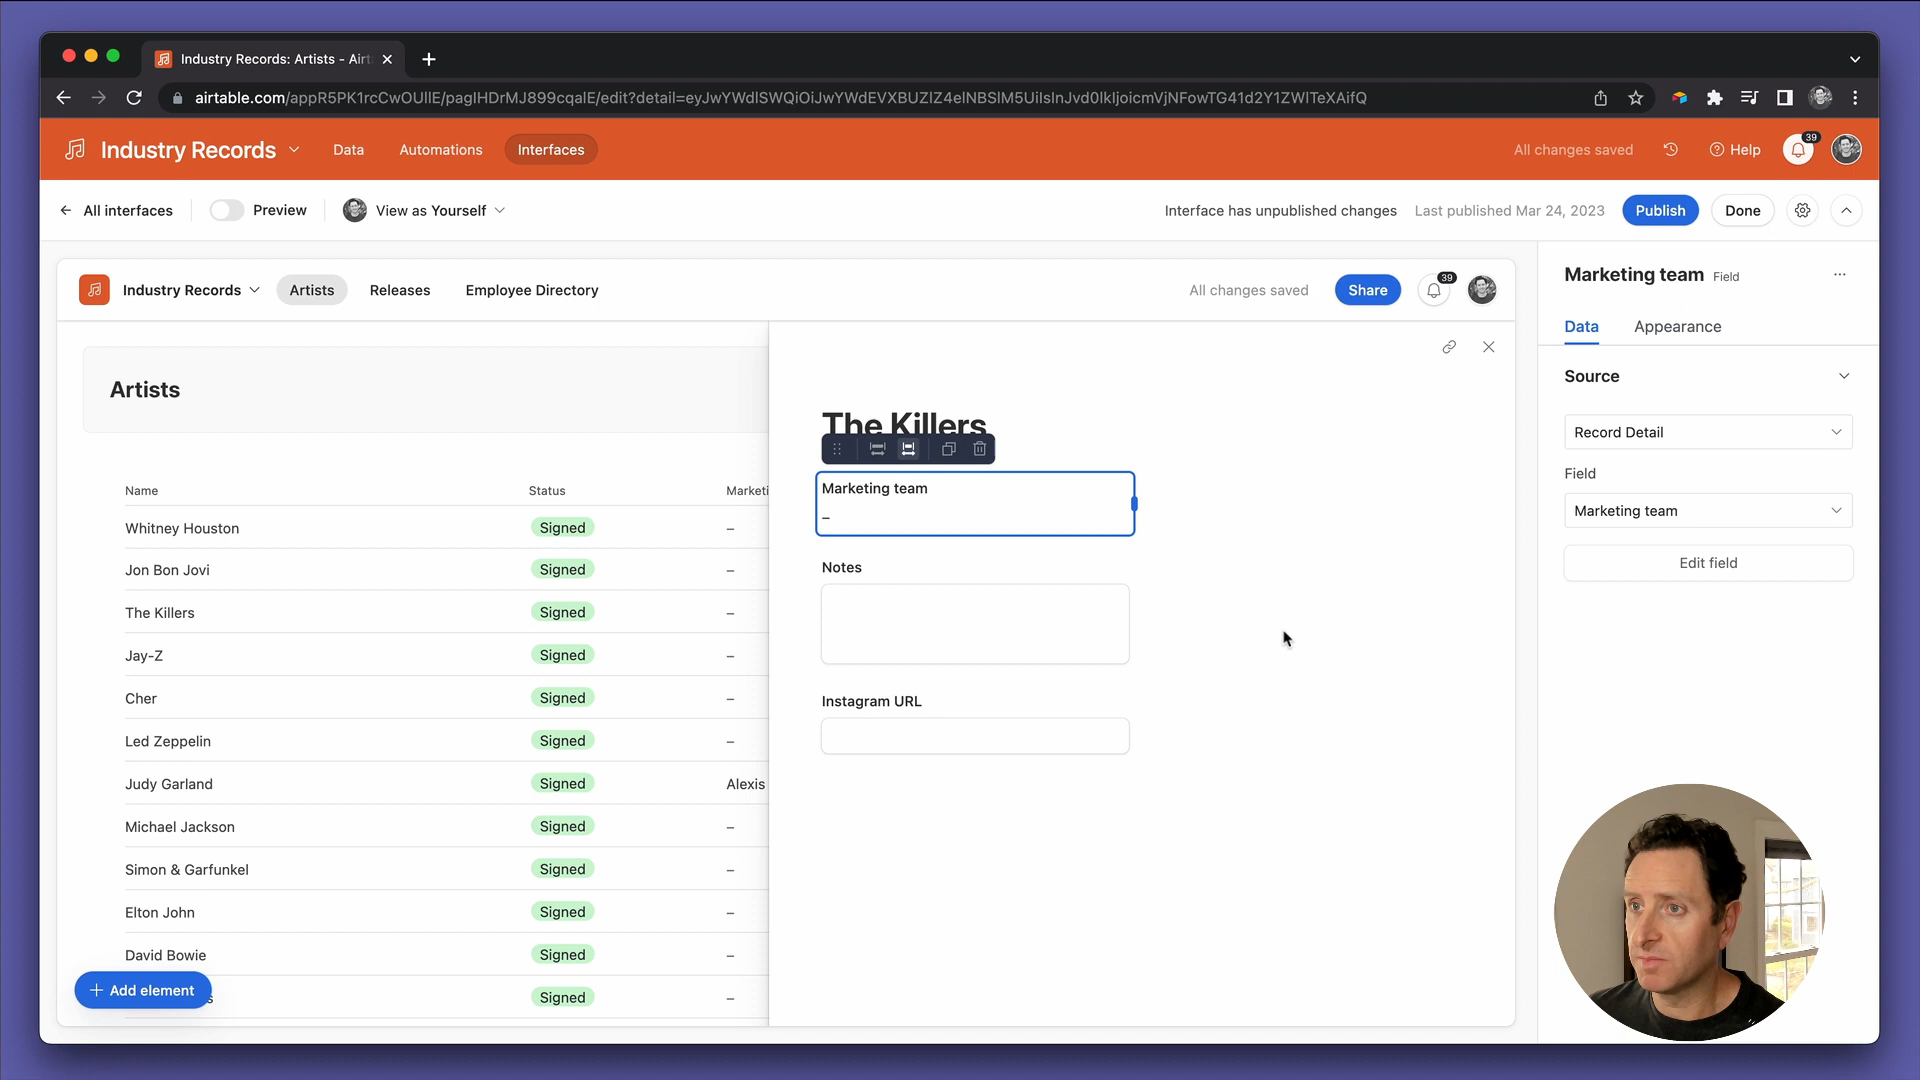 Industry Records: Artists - Airt
airtable.com/appR5PK1rcCwOUllE/pagIHDrMJ899cqalE/edit?detail=eyJwYWdlSWQiOiJwYWdEVXBUZIZ4elNBSlM5UiIsInJvd0lkIjoicmVjNFowTG41d2Y1ZWlTeXAifQ
Industry Records
Data
Automations
Interfaces
All changes saved
Help
39
All interfaces
Preview
View as Yourself
Interface has unpublished changes
Last published Mar 24, 2023
Publish
Done
Industry Records
Artists
Releases
Employee Directory
All changes saved
Share
39
Artists
Name Status Marketi
Whitney Houston Signed –
Jon Bon Jovi Signed –
The Killers Signed –
Jay-Z Signed –
Cher Signed –
Led Zeppelin Signed –
Judy Garland Signed Alexis
Michael Jackson Signed –
Simon & Garfunkel Signed –
Elton John Signed –
David Bowie Signed –
s Signed –
Add element
The Killers
Marketing team
–
Notes
Instagram URL
Marketing team Field
Data
Appearance
Source
Record Detail
Field
Marketing team
Edit field